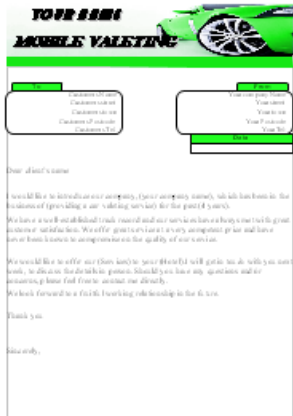 YOUR NAME
MOBILE VALETING
To
From
Customers Name
Customers street
Customers town
Customers Postcode
Customers Tel
Your company Name
Your street
Your town
Your Postcode
Your Tel
Date
Dear client's name
I would like to introduce our company, (your company name), which has been in the
business of (providing a car valeting service) for the past (4 years).
We have a well-established track record and our services have always met with great
customer satisfaction. We offer great service at a very competent price and have
never been known to compromise on the quality of our service.
We would like to offer our (Services) to your (Hotel). I will get in touch with you next
week, to discuss the details in person. Should you have any questions and/or
concerns, please feel free to contact me directly.
We look forward to a fruitful working relationship in the future.
Thank you
Sincerely,